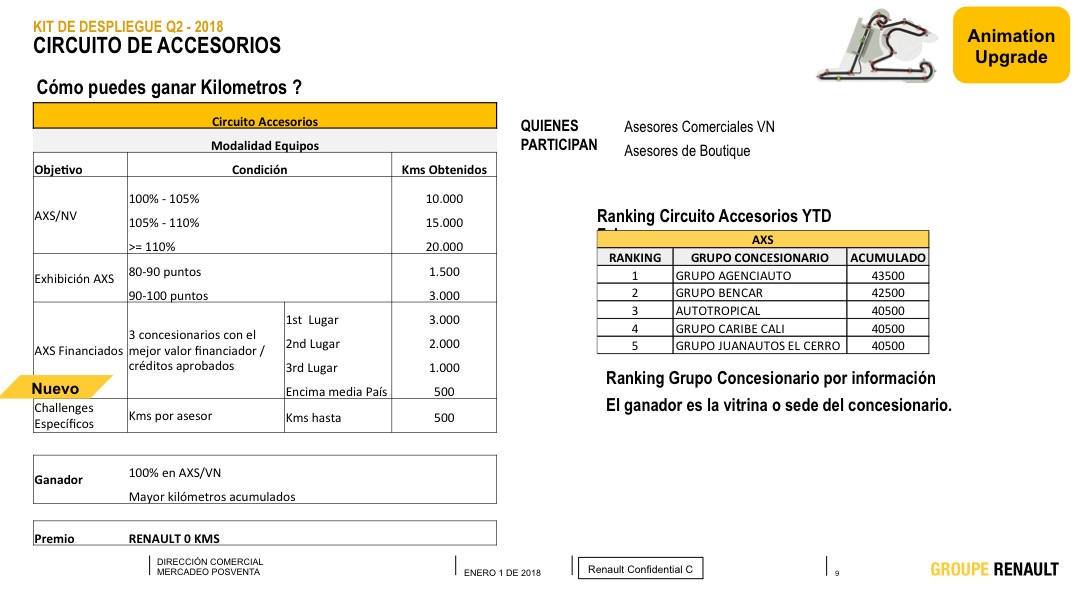 KIT DE DESPLIEGUE Q2 - 2018
CIRCUITO DE ACCESORIOS
Animation
Upgrade
Cómo puedes ganar Kilometros ?
Circuito Accesorios
Modalidad Equipos
Objetivo Condición Kms Obtenidos
AXS/NV
100% - 105% 10.000
105% - 110% 15.000
>= 110% 20.000
Exhibición AXS
80-90 puntos 1.500
90-100 puntos 3.000
AXS Financiados
3 concesionarios con el
mejor valor financiador /
créditos aprobados
1st Lugar 3.000
2nd Lugar 2.000
3rd Lugar 1.000
Encima media País 500
Nuevo
Challenges
Específicos
Kms por asesor Kms hasta 500
Ganador
100% en AXS/VN
Mayor kilómetros acumulados
Premio RENAULT 0 KMS
QUIENES
PARTICIPAN
Asesores Comerciales VN
Asesores de Boutique
Ranking Circuito Accesorios YTD
AXS
RANKING GRUPO CONCESIONARIO ACUMULADO
1 GRUPO AGENCIAUTO 43500
2 GRUPO BENCAR 42500
3 AUTOTROPICAL 40500
4 GRUPO CARIBE CALI 40500
5 GRUPO JUANAUTOS EL CERRO 40500
Ranking Grupo Concesionario por información
El ganador es la vitrina o sede del concesionario.
DIRECCIÓN COMERCIAL
MERCADEO POSVENTA
ENERO 1 DE 2018
Renault Confidential C
9
GROUPE RENAULT